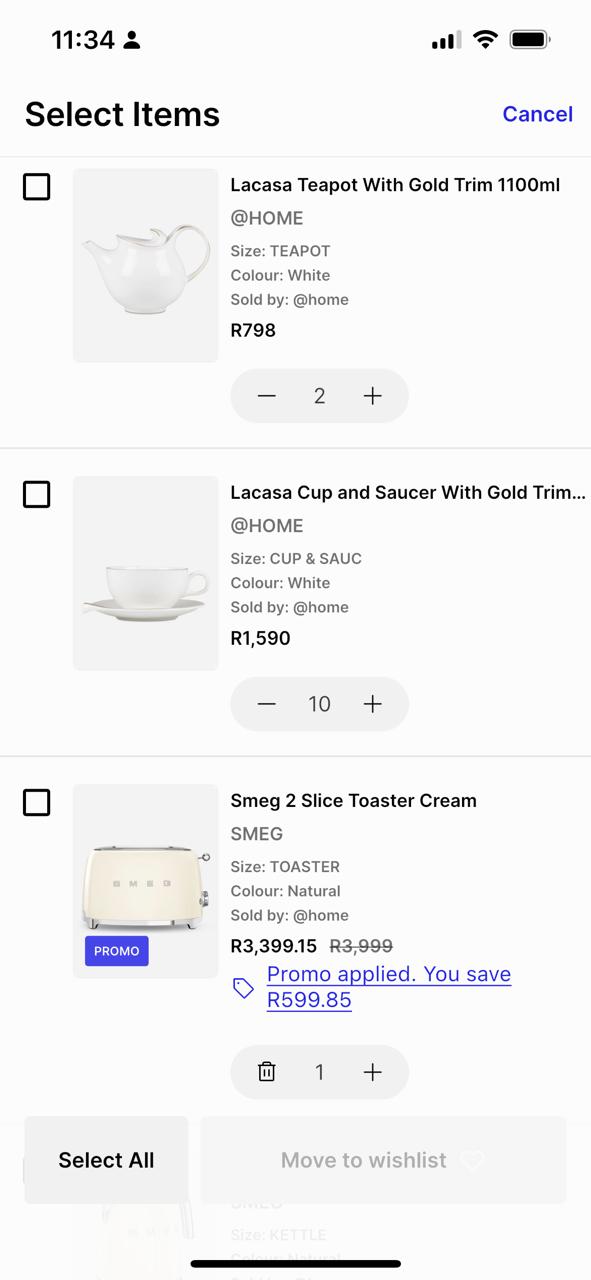 11:34
Select Items
Cancel
Lacasa Teapot With Gold Trim 1100ml
@HOME
Size: TEAPOT
Colour: White
Sold by: @home
R798
2
Lacasa Cup and Saucer With Gold Trim...
@HOME
Size: CUP & SAUC
Colour: White
Sold by: @home
R1,590
10
Smeg 2 Slice Toaster Cream
SMEG
Size: TOASTER
Colour: Natural
Sold by: @home
SMEG
PROMO
R3,399.15 R3,999
Promo applied. You save
R599.85
1
Select All
Move to wishlist
SMEG
Size: KETTLE
Colour: Natural